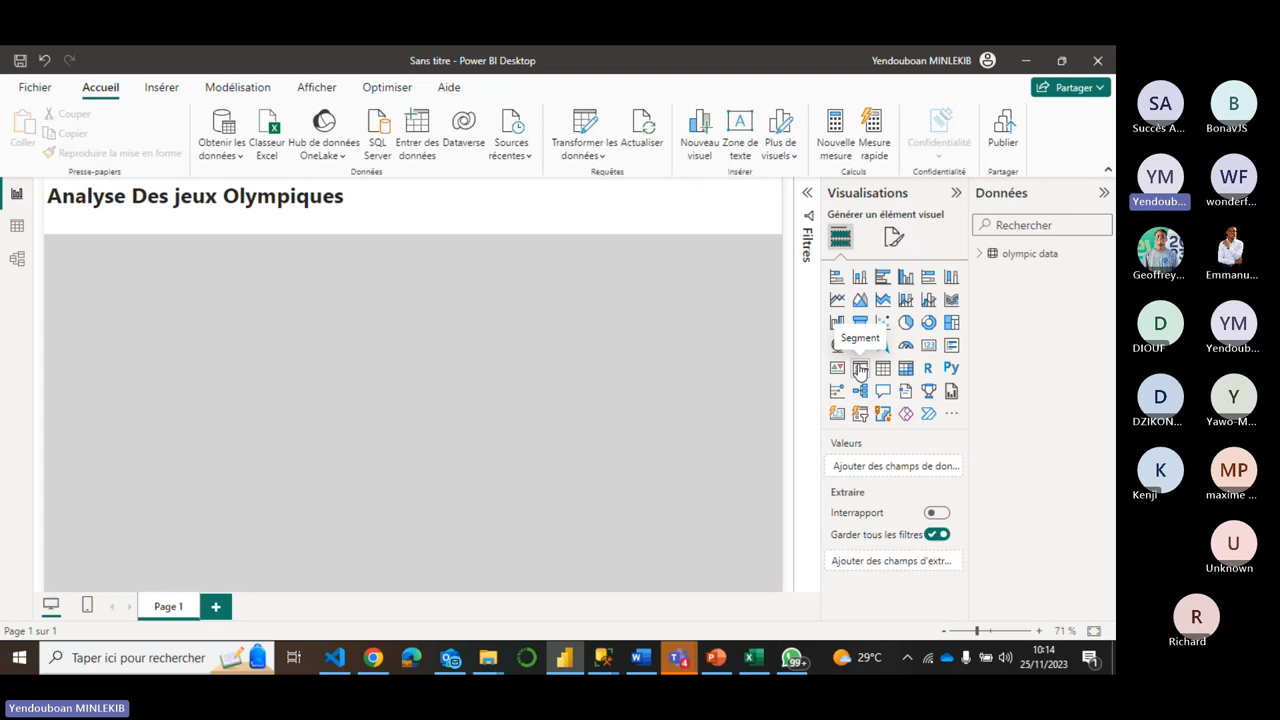 Sans titre - Power BI Desktop
Yendouboan MINLEKIB
Fichier
Accueil
Insérer
Modélisation
Afficher
Optimiser
Aide
Partager
Coller
Couper
Copier
Reproduire la mise en forme
Presse-papiers
Obtenir les données
Classeur Excel
Hub de données OneLake
SQL Server
Entrer des données
Dataverse
Sources récentes
Données
Transformer les données
Actualiser
Requêtes
Nouveau visuel
Zone de texte
Plus de visuels
Insérer
Nouvelle mesure
Mesure rapide
Calculs
Confidentialité
Confidentialité
Publier
Partager
Analyse Des jeux Olympiques
Filtres
Visualisations
Générer un élément visuel
Segment
R
Py
123
Valeurs
Ajouter des champs de don...
Extraire
Interrapport
Garder tous les filtres
Ajouter des champs d'extr...
Données
Rechercher
olympic data
Page 1
Page 1 sur 1
71 %
Taper ici pour rechercher
99+
29°C
10:14
25/11/2023
1
SA
Succès A...
B
BonavJS
YM
Yendoub...
WF
wonderf...
Geoffrey...
Emmanu...
D
DIOUF
YM
Yendoub...
D
DZIKON...
Y
Yawo-M...
K
Kenji
MP
maxime ...
U
Unknown
R
Richard
Yendouboan MINLEKIB